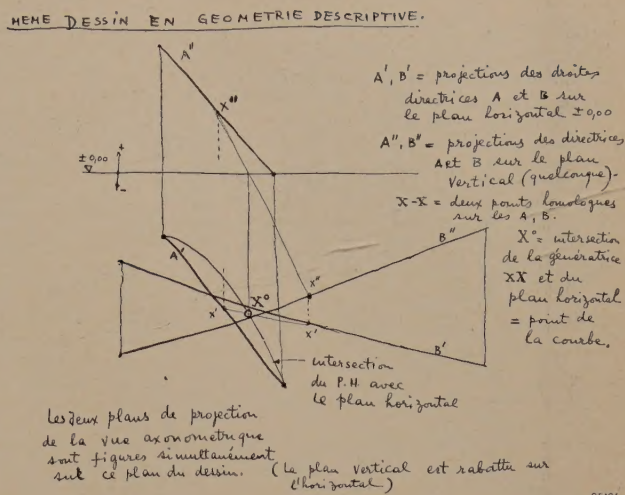 MEME DESSIN EN GEOMETRIE DESCRIPTIVE.
A"
X"
A', B' = projections des droites
directrices A et B sur
le plan horizontal ±0,00
A", B" = projections des directrices
A et B sur le plan
vertical (quelconque)-
X-X = deux points homologues
sur les A, B.
X° = intersection
de la génératrice
XX et du
plan horizontal
= point de
la courbe.
±0,00
+
-
B"
A'
X"
X°
X'
X'
B'
intersection
du P.H. avec
le plan horizontal
Les deux plans de projection
de la vue axonometrique
sont figures simultanément
sur ce plan du dessin. (Le plan vertical est rabattu sur
l'horizontal)